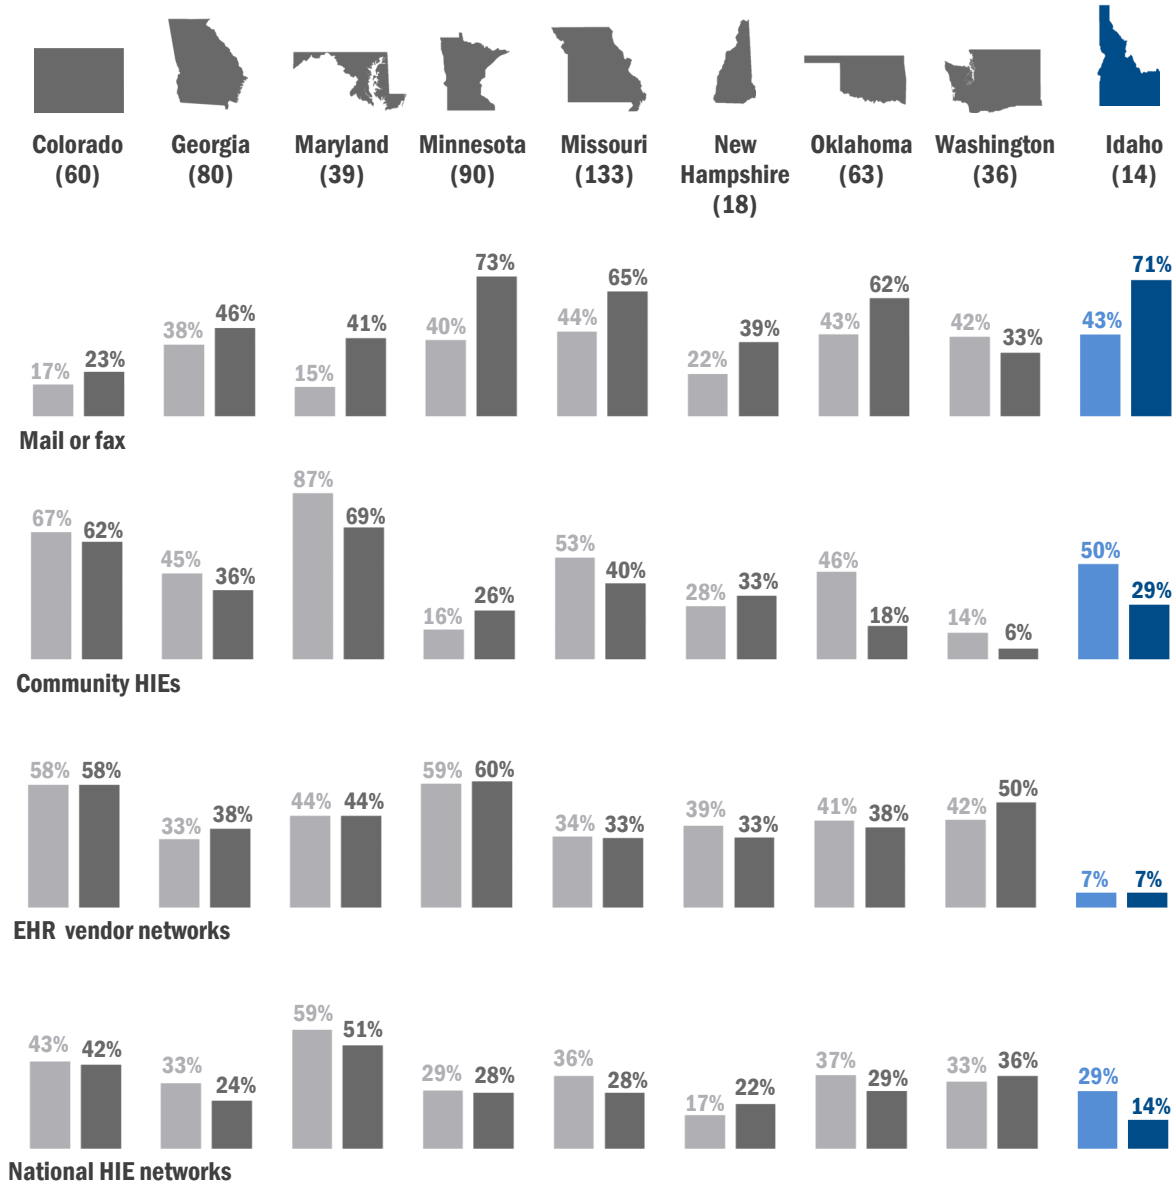 Colorado
(60)
Georgia
(80)
Maryland
(39)
Minnesota
(90)
Missouri
(133)
New
Hampshire
(18)
Oklahoma
(63)
Washington
(36)
Idaho
(14)
17% 23% 38% 46% 15% 41% 40% 73% 44% 65% 22% 39% 43% 62% 42% 33% 43% 71%
Mail or fax
67% 62% 45% 36% 87% 69% 16% 26% 53% 40% 28% 33% 46% 18% 14% 6% 50% 29%
Community HIEs
58% 58% 33% 38% 44% 44% 59% 60% 34% 33% 39% 33% 41% 38% 42% 50% 7% 7%
EHR vendor networks
43% 42% 33% 24% 59% 51% 29% 28% 36% 28% 17% 22% 37% 29% 33% 36% 29% 14%
National HIE networks